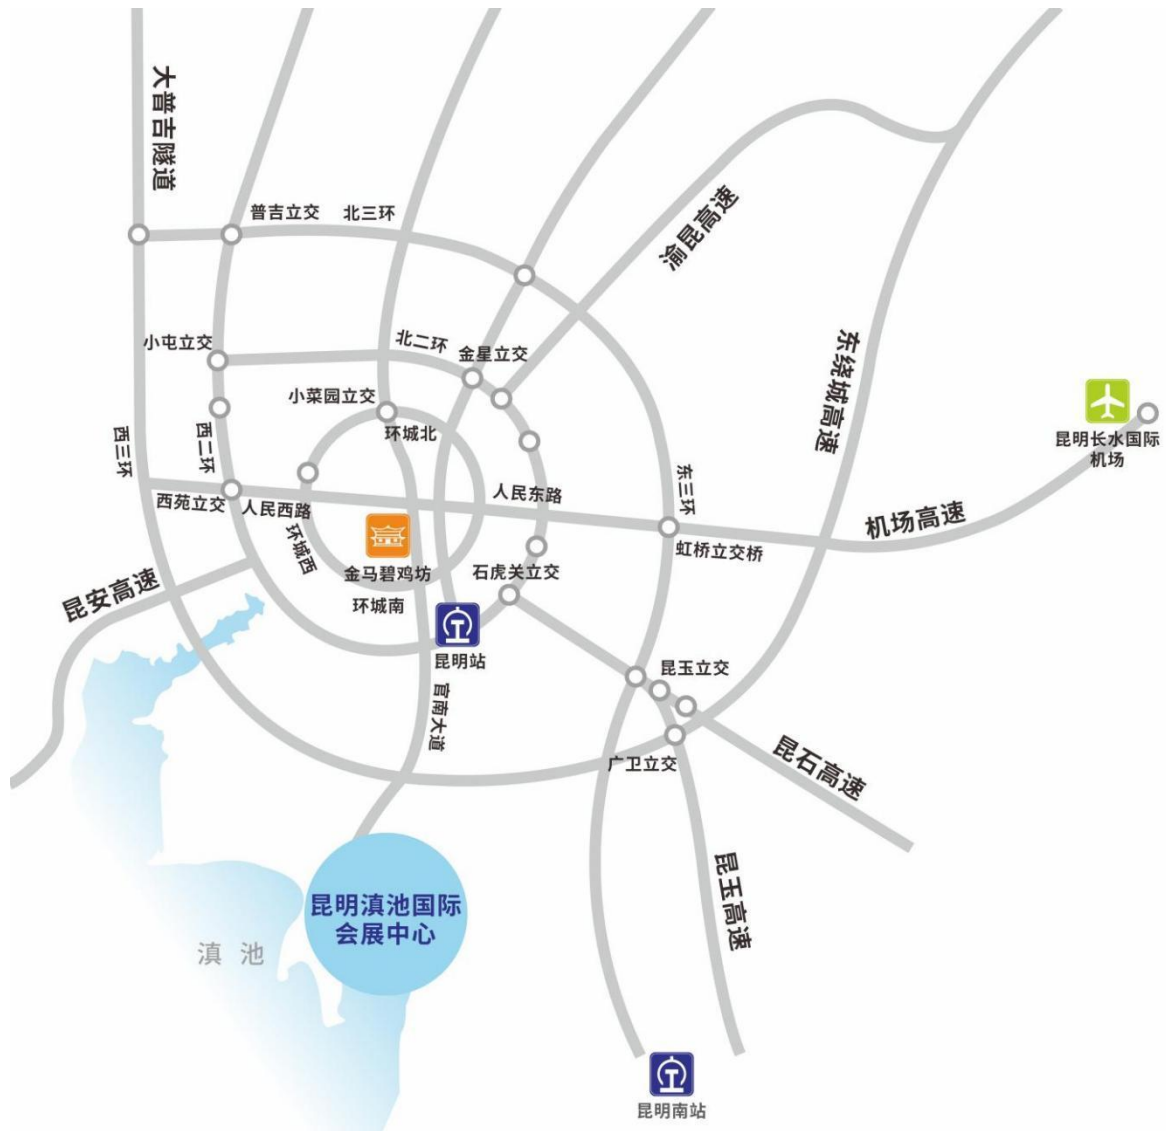 大普吉隧道
普吉立交
北三环
渝昆高速
小屯立交
北二环
金星立交
东绕城高速
小菜园立交
环城北
昆明长水国际
机场
西三环
西二环
东三环
西苑立交
人民西路
人民东路
机场高速
环城西
虹桥立交桥
昆安高速
金马碧鸡坊
石虎关立交
环城南
昆明站
昆玉立交
官南大道
广卫立交
昆石高速
昆明滇池国际
会展中心
昆玉高速
滇 池
昆明南站